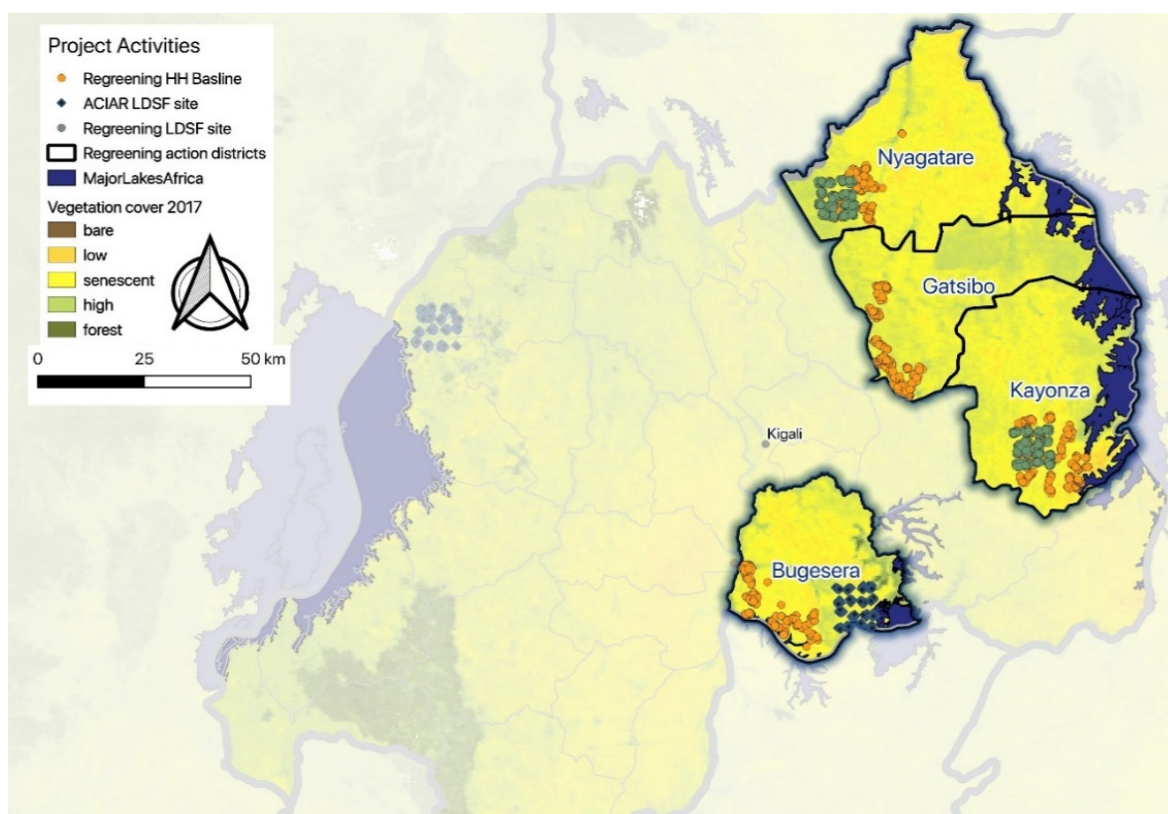 Project Activities
Regreening HH Basline
ACIAR LDSF site
Regreening LDSF site
Regreening action districts
MajorLakesAfrica
Vegetation cover 2017
bare
low
senescent
high
forest
0 25 50 km
Nyagatare
Gatsibo
Kayonza
Kigali
Bugesera